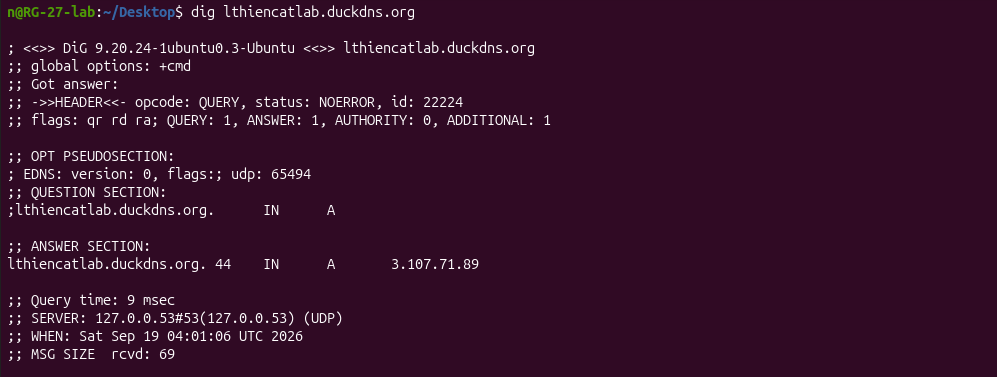 n@RG-27-lab:~/Desktop$ dig lthiencatlab.duckdns.org
; <<>> DiG 9.20.24-1ubuntu0.3-Ubuntu <<>> lthiencatlab.duckdns.org
;; global options: +cmd
;; Got answer:
;; ->>HEADER<<- opcode: QUERY, status: NOERROR, id: 22224
;; flags: qr rd ra; QUERY: 1, ANSWER: 1, AUTHORITY: 0, ADDITIONAL: 1
;; OPT PSEUDOSECTION:
; EDNS: version: 0, flags:; udp: 65494
;; QUESTION SECTION:
;lthiencatlab.duckdns.org.      IN      A
;; ANSWER SECTION:
lthiencatlab.duckdns.org. 44    IN      A       3.107.71.89
;; Query time: 9 msec
;; SERVER: 127.0.0.53#53(127.0.0.53) (UDP)
;; WHEN: Sat Sep 19 04:01:06 UTC 2026
;; MSG SIZE  rcvd: 69